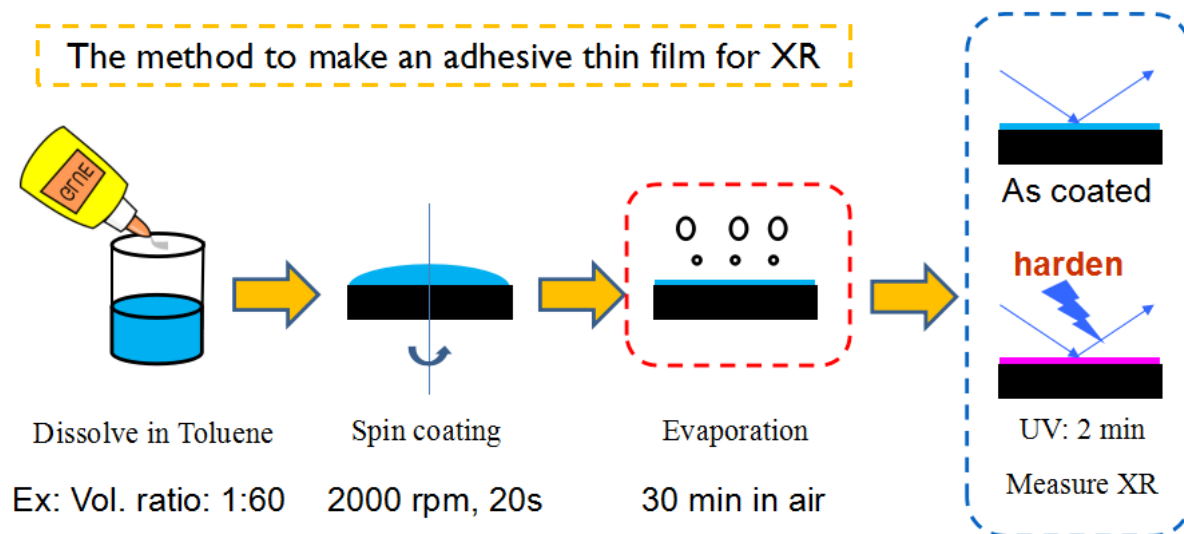 The method to make an adhesive thin film for XR
GLUE
As coated
harden
Dissolve in Toluene
Spin coating
Evaporation
UV: 2 min
Ex: Vol. ratio: 1:60
2000 rpm, 20s
30 min in air
Measure XR